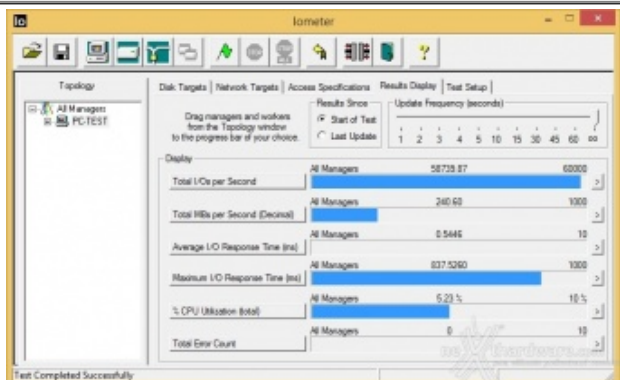 Iometer
Topology
All Managers
PC-TEST
Disk Targets
Network Targets
Access Specifications
Results Display
Test Setup
Drag managers and workers
from the Topology window
to the progress bar of your choice.
Results Since
Start of Test
Last Update
Update Frequency (seconds)
1 2 3 4 5 10 15 30 45 60 ∞
Display
All Managers 58739.87 60000
Total I/Os per Second
All Managers 240.60 1000
Total MBs per Second (Decimal)
All Managers 0.5446 10
Average I/O Response Time (ms)
All Managers 837.5260 1000
Maximum I/O Response Time (ms)
All Managers 5.23 % 10 %
% CPU Utilization (total)
All Managers 0 10
Total Error Count
Test Completed Successfully